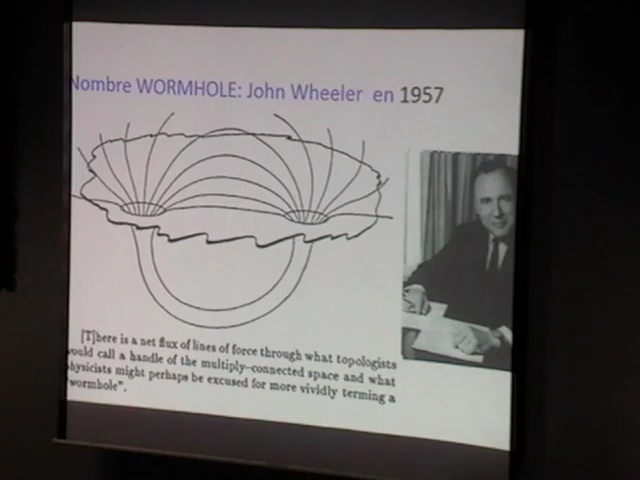 Nombre WORMHOLE: John Wheeler en 1957
[T]here is a net flux of lines of force through what topologists
would call a handle of the multiply-connected space and what
physicists might perhaps be excused for more vividly terming a
"wormhole".